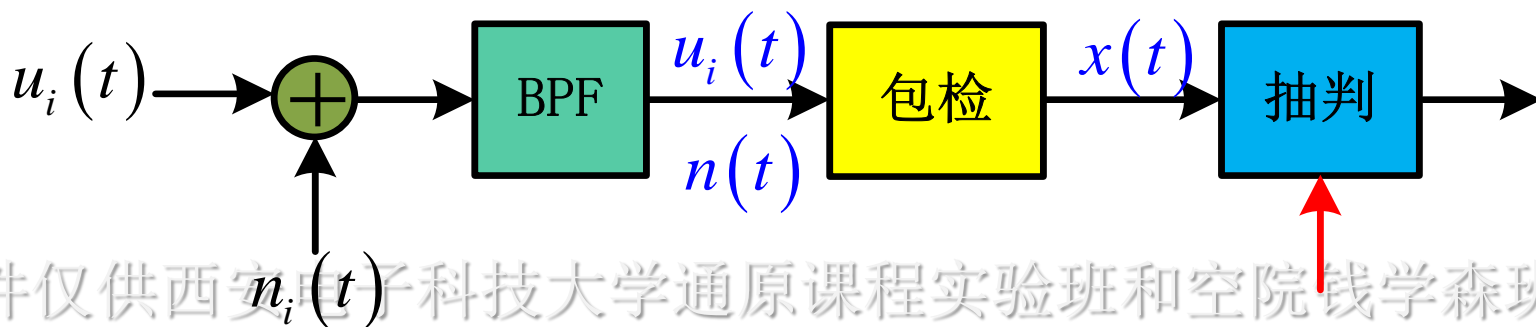 u_i(t)
+
BPF
u_i(t)
n(t)
包检
x(t)
抽判
n_i(t)
件仅供西安电子科技大学通原课程实验班和空院钱学森班